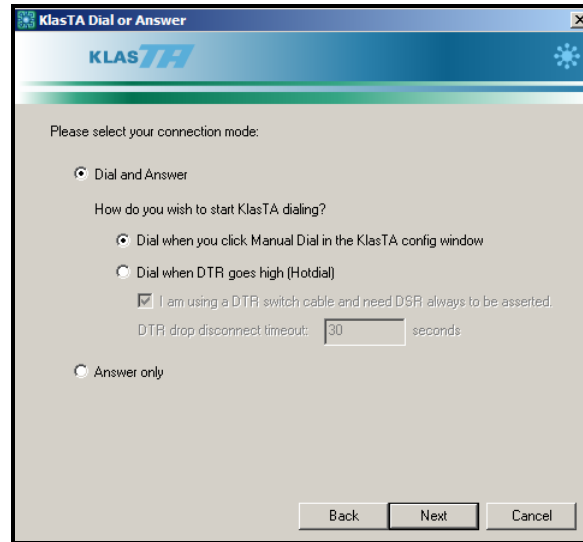 KlasTA Dial or Answer
KLASTA
Please select your connection mode:
Dial and Answer
How do you wish to start KlasTA dialing?
Dial when you click Manual Dial in the KlasTA config window
Dial when DTR goes high (Hotdial)
I am using a DTR switch cable and need DSR always to be asserted.
DTR drop disconnect timeout: 30 seconds
Answer only
Back Next Cancel